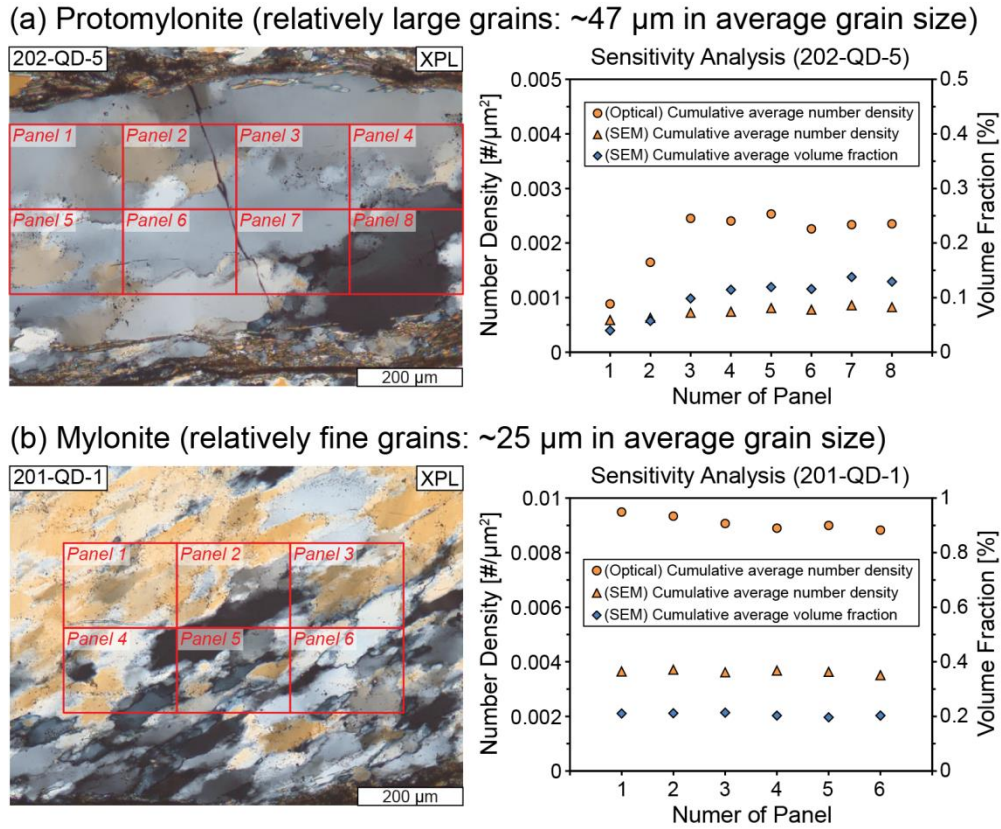 (a) Protomylonite (relatively large grains: ~47 µm in average grain size)
202-QD-5
XPL
Panel 1
Panel 2
Panel 3
Panel 4
Panel 5
Panel 6
Panel 7
Panel 8
200 µm
Sensitivity Analysis (202-QD-5)
Number Density [#/µm²]
0.005
0.004
0.003
0.002
0.001
0
(Optical) Cumulative average number density
(SEM) Cumulative average number density
(SEM) Cumulative average volume fraction
0.5
0.4
0.3
0.2
0.1
0
Volume Fraction [%]
1 2 3 4 5 6 7 8
Numer of Panel
(b) Mylonite (relatively fine grains: ~25 µm in average grain size)
201-QD-1
XPL
Panel 1
Panel 2
Panel 3
Panel 4
Panel 5
Panel 6
200 µm
Sensitivity Analysis (201-QD-1)
Number Density [#/µm²]
0.01
0.008
0.006
0.004
0.002
0
(Optical) Cumulative average number density
(SEM) Cumulative average number density
(SEM) Cumulative average volume fraction
1
0.8
0.6
0.4
0.2
0
Volume Fraction [%]
1 2 3 4 5 6
Numer of Panel